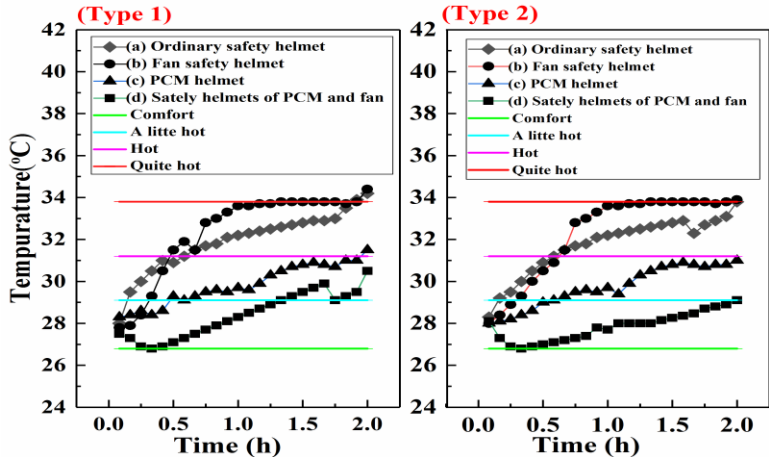 (Type 1)
42
40
38
36
34
32
30
28
26
24
Tempurature(ºC)
(a) Ordinary safety helmet
(b) Fan safety helmet
(c) PCM helmet
(d) Sately helmets of PCM and fan
Comfort
A litte hot
Hot
Quite hot
0.0 0.5 1.0 1.5 2.0
Time (h)
(Type 2)
42
40
38
36
34
32
30
28
26
24
(a) Ordinary safety helmet
(b) Fan safety helmet
(c) PCM helmet
(d) Sately helmets of PCM and fan
Comfort
A litte hot
Hot
Quite hot
0.0 0.5 1.0 1.5 2.0
Time (h)